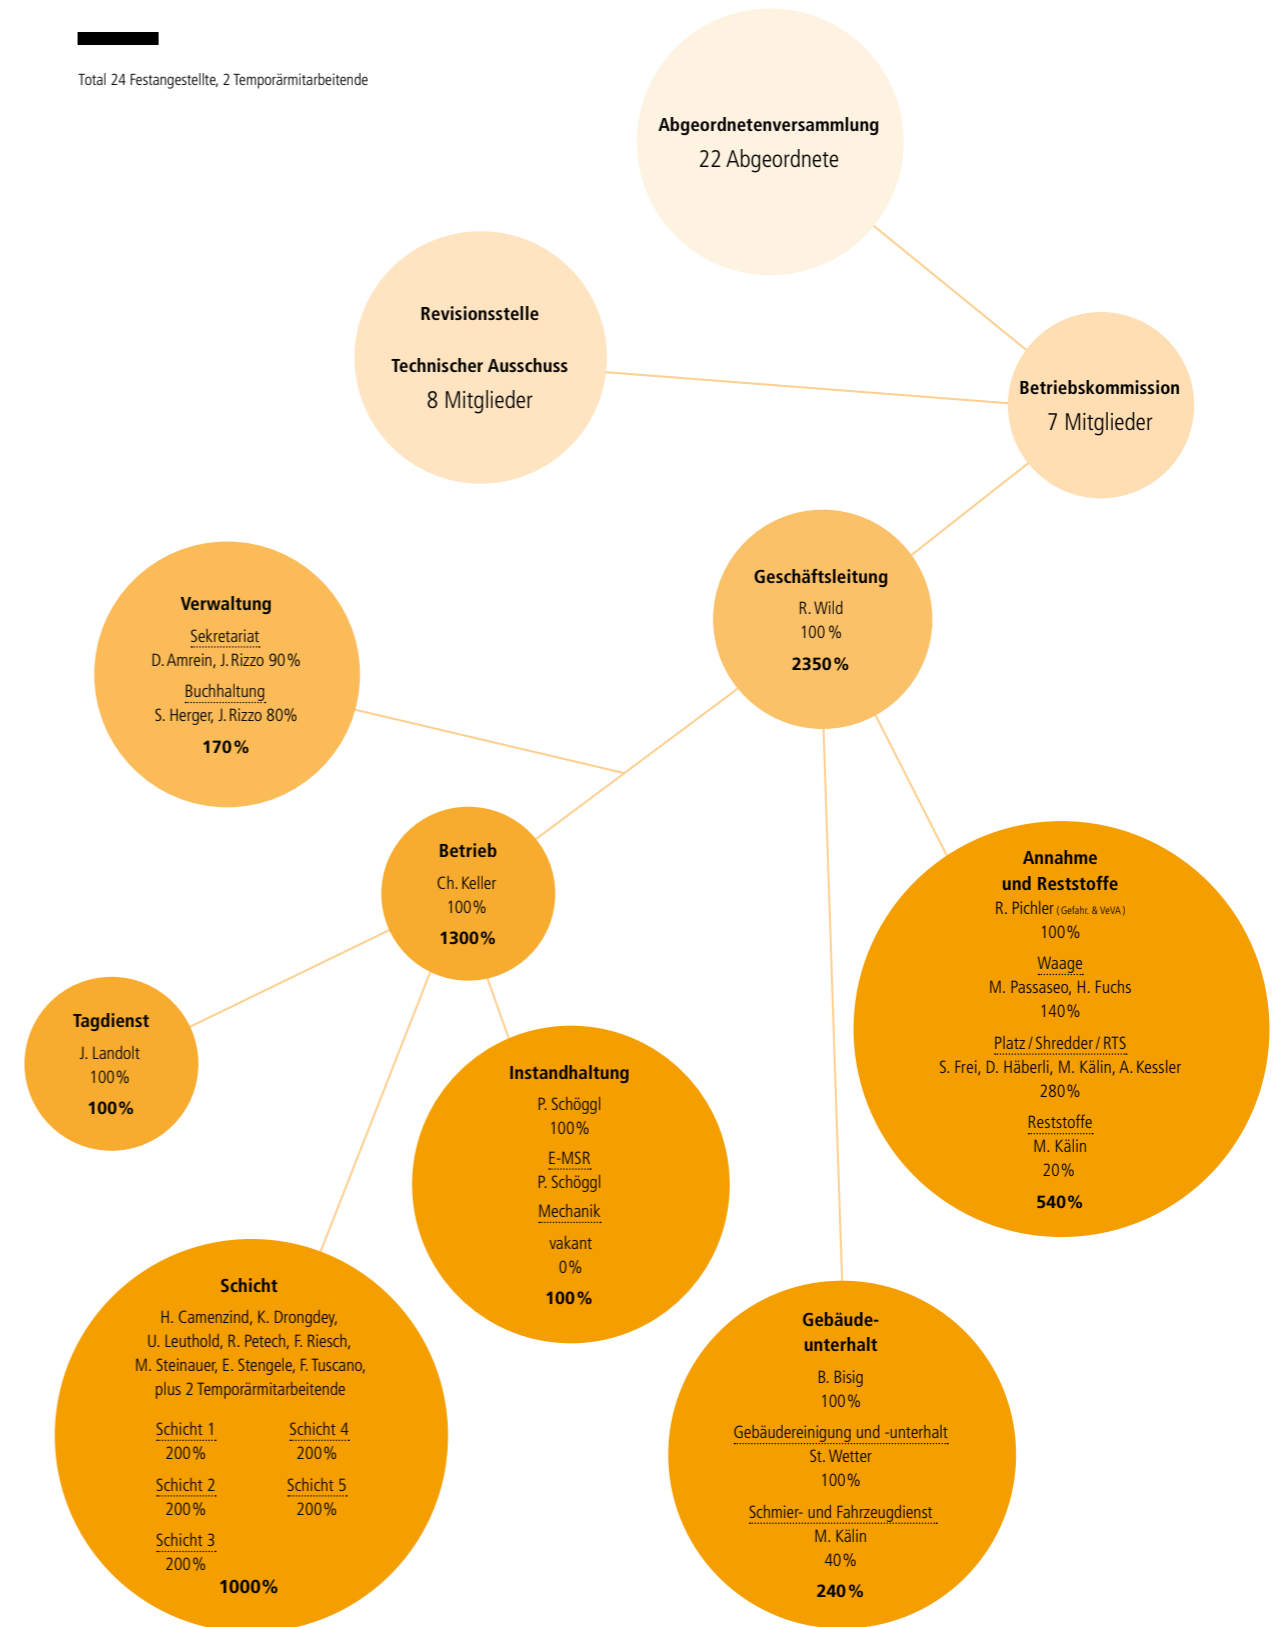 Total 24 Festangestellte, 2 Temporärmitarbeitende
Abgeordnetenversammlung
22 Abgeordnete
Revisionsstelle
Technischer Ausschuss
8 Mitglieder
Betriebskommission
7 Mitglieder
Geschäftsleitung
R. Wild
100 %
2350 %
Verwaltung
Sekretariat
D. Amrein, J. Rizzo 90 %
Buchhaltung
S. Herger, J. Rizzo 80%
170 %
Betrieb
Ch. Keller
100 %
1300 %
Annahme
und Reststoffe
R. Pichler (Gefahr. & VeVA)
100 %
Waage
M. Passaseo, H. Fuchs
140 %
Platz / Shredder / RTS
S. Frei, D. Häberli, M. Kälin, A. Kessler
280 %
Reststoffe
M. Kälin
20 %
540 %
Tagdienst
J. Landolt
100 %
100 %
Instandhaltung
P. Schöggl
100 %
E-MSR
P. Schöggl
Mechanik
vakant
0 %
100 %
Schicht
H. Camenzind, K. Drongdey,
U. Leuthold, R. Petech, F. Riesch,
M. Steinauer, E. Stengele, F. Tuscano,
plus 2 Temporärmitarbeitende
Schicht 1
200 %
Schicht 2
200 %
Schicht 3
200 %
Schicht 4
200 %
Schicht 5
200 %
1000 %
Gebäude-
unterhalt
B. Bisig
100 %
Gebäudereinigung und -unterhalt
St. Wetter
100 %
Schmier- und Fahrzeugdienst
M. Kälin
40 %
240 %